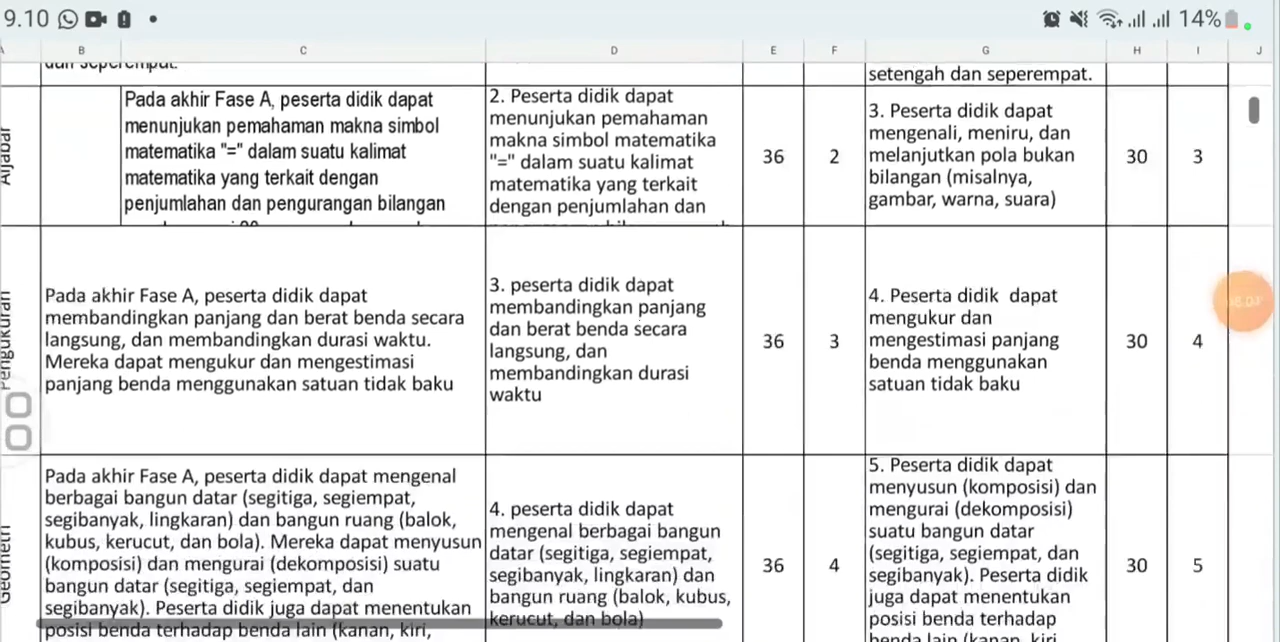 9.10
14%
B C D E F G H I J
dan seperempat.
setengah dan seperempat.
Aljabar
Pada akhir Fase A, peserta didik dapat
menunjukan pemahaman makna simbol
matematika "=" dalam suatu kalimat
matematika yang terkait dengan
penjumlahan dan pengurangan bilangan
2. Peserta didik dapat
menunjukan pemahaman
makna simbol matematika
"=" dalam suatu kalimat
matematika yang terkait
dengan penjumlahan dan
36
2
3. Peserta didik dapat
mengenali, meniru, dan
melanjutkan pola bukan
bilangan (misalnya,
gambar, warna, suara)
30
3
Pengukuran
Pada akhir Fase A, peserta didik dapat
membandingkan panjang dan berat benda secara
langsung, dan membandingkan durasi waktu.
Mereka dapat mengukur dan mengestimasi
panjang benda menggunakan satuan tidak baku
3. peserta didik dapat
membandingkan panjang
dan berat benda secara
langsung, dan
membandingkan durasi
waktu
36
3
4. Peserta didik dapat
mengukur dan
mengestimasi panjang
benda menggunakan
satuan tidak baku
30
4
Geometri
Pada akhir Fase A, peserta didik dapat mengenal
berbagai bangun datar (segitiga, segiempat,
segibanyak, lingkaran) dan bangun ruang (balok,
kubus, kerucut, dan bola). Mereka dapat menyusun
(komposisi) dan mengurai (dekomposisi) suatu
bangun datar (segitiga, segiempat, dan
segibanyak). Peserta didik juga dapat menentukan
posisi benda terhadap benda lain (kanan, kiri,
4. peserta didik dapat
mengenal berbagai bangun
datar (segitiga, segiempat,
segibanyak, lingkaran) dan
bangun ruang (balok, kubus,
kerucut, dan bola)
36
4
5. Peserta didik dapat
menyusun (komposisi) dan
mengurai (dekomposisi)
suatu bangun datar
(segitiga, segiempat, dan
segibanyak). Peserta didik
juga dapat menentukan
posisi benda terhadap
benda lain (kanan, kiri,
30
5